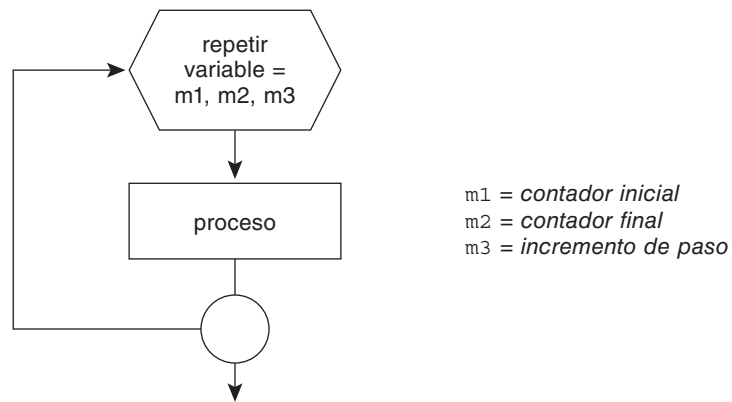 repetir
variable =
m1, m2, m3
proceso
m1 = contador inicial
m2 = contador final
m3 = incremento de paso